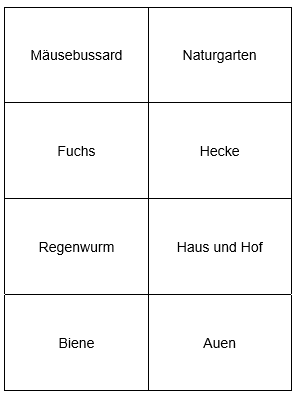 Mäusebussard Naturgarten
Fuchs Hecke
Regenwurm Haus und Hof
Biene Auen